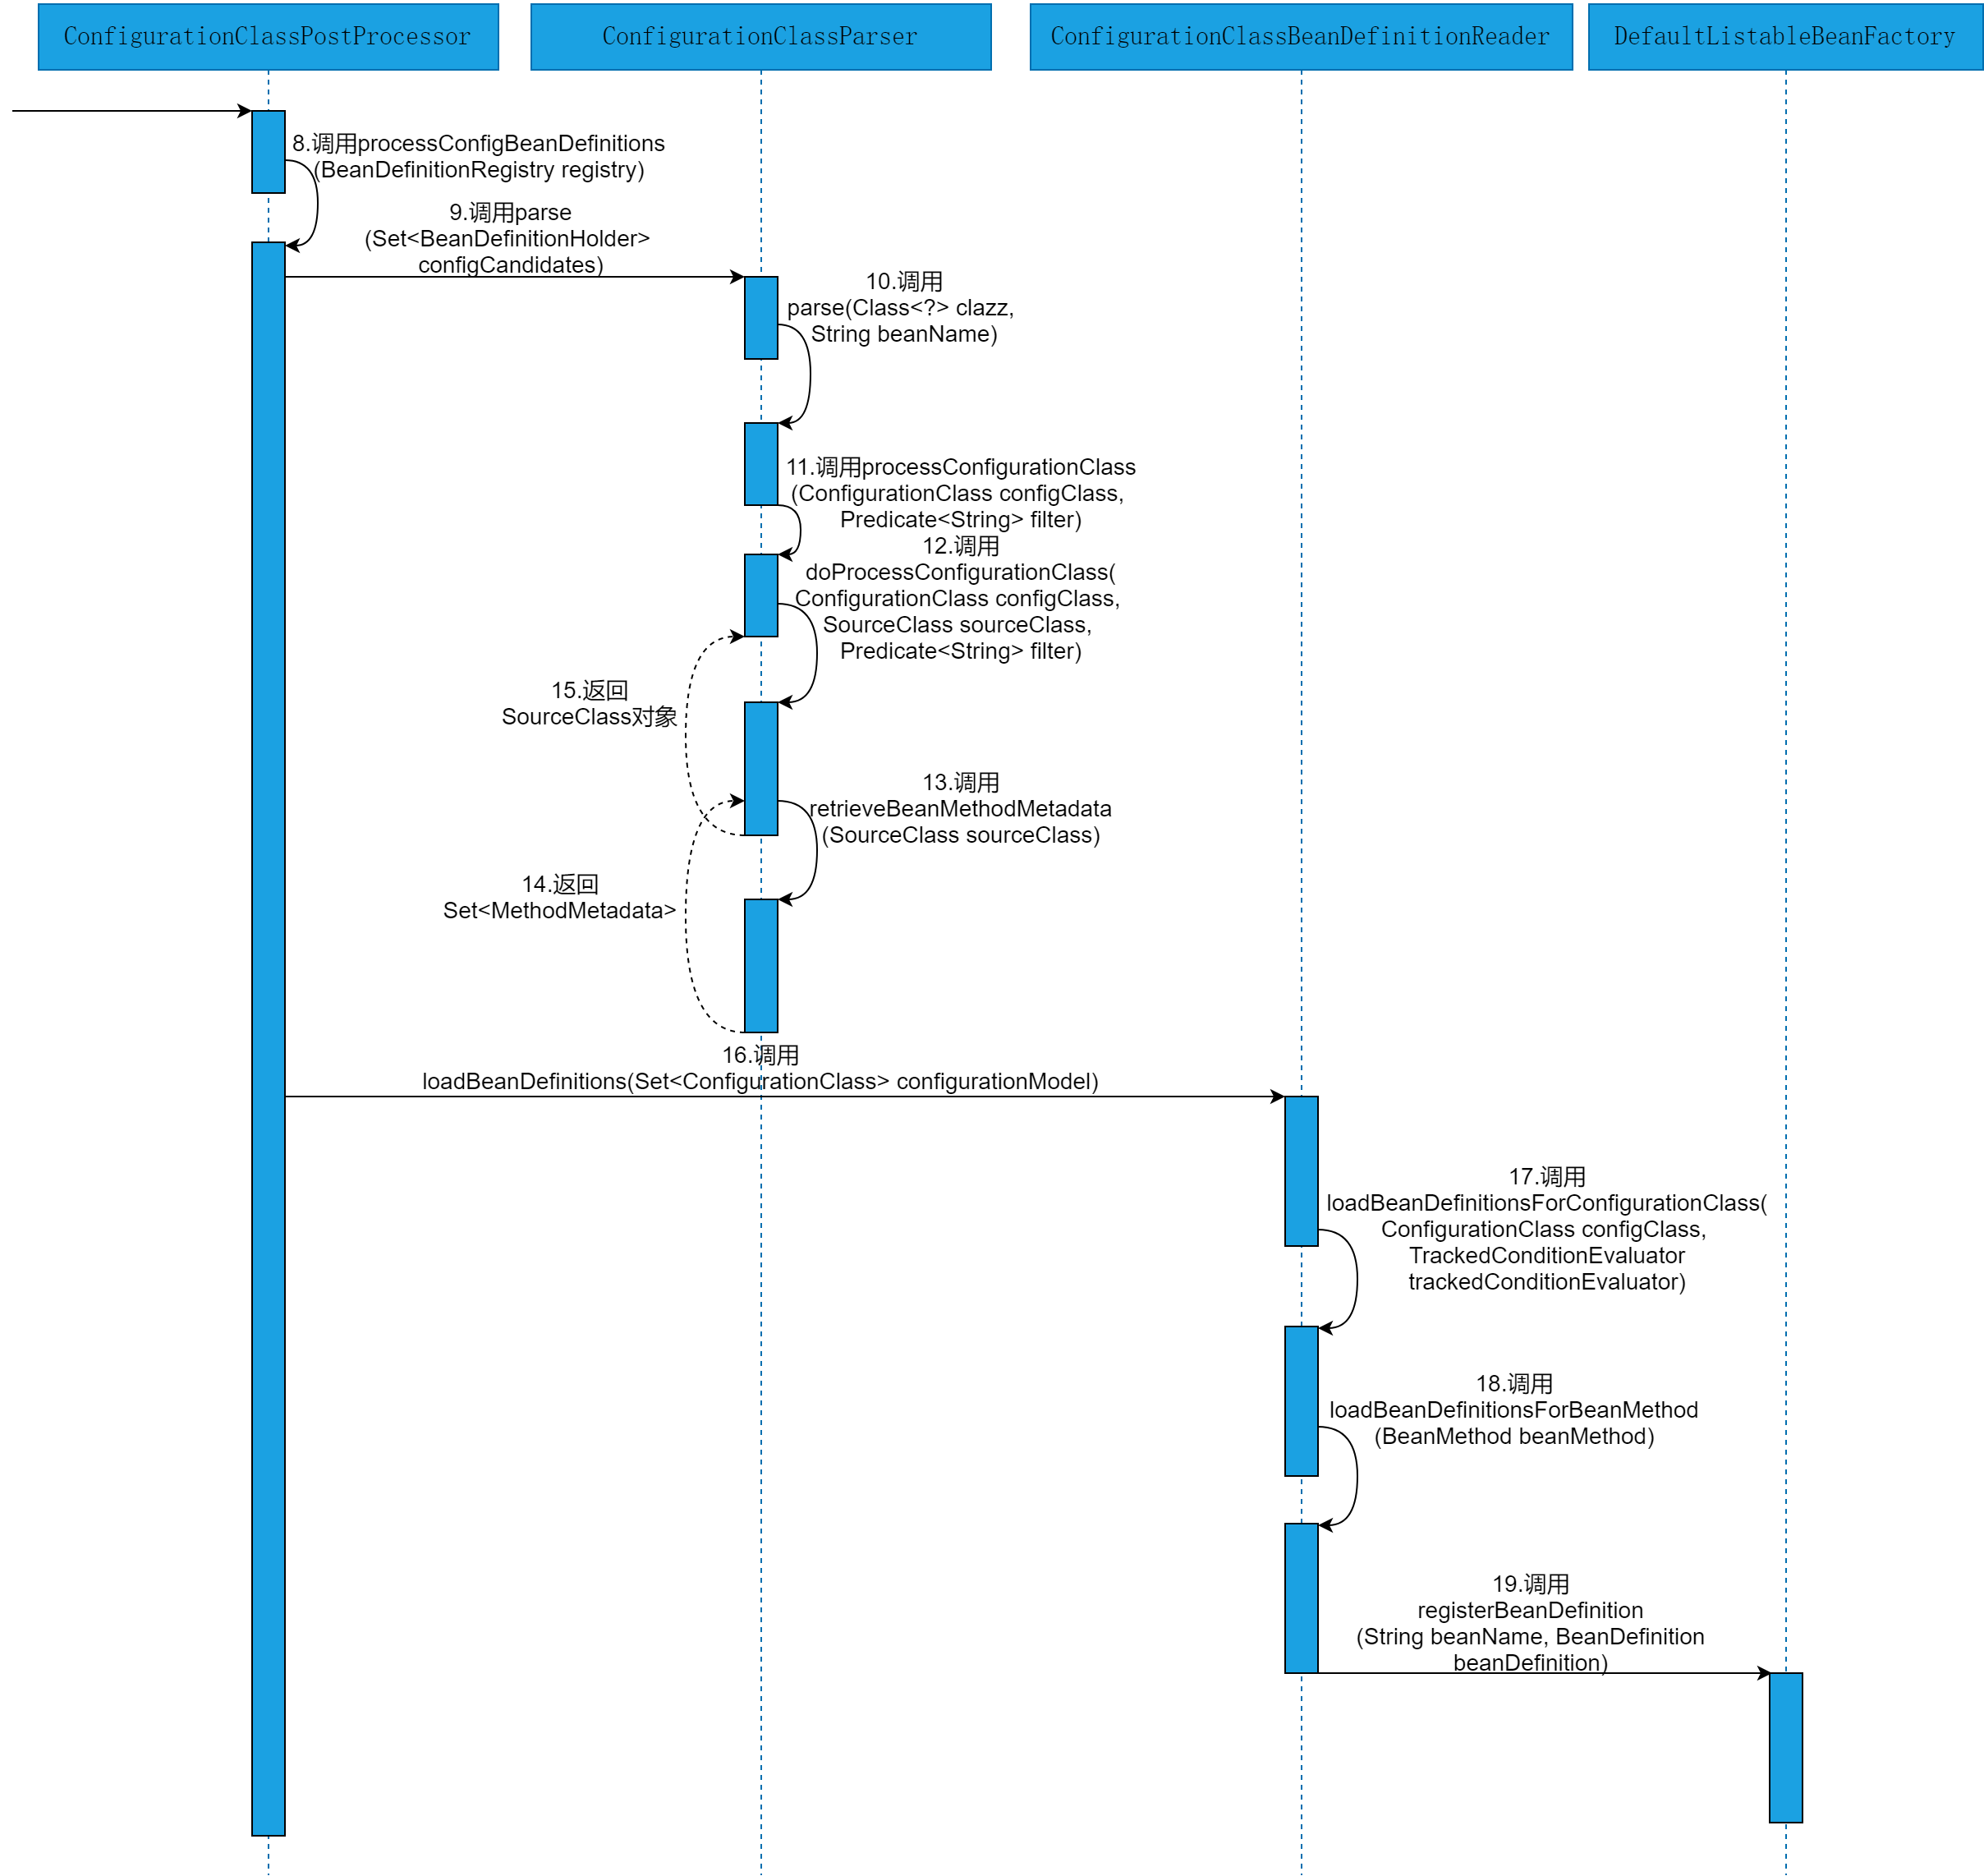 ConfigurationClassPostProcessor
ConfigurationClassParser
ConfigurationClassBeanDefinitionReader
DefaultListableBeanFactory
8.调用processConfigBeanDefinitions
(BeanDefinitionRegistry registry)
9.调用parse
(Set<BeanDefinitionHolder>
configCandidates)
10.调用
parse(Class<?> clazz,
String beanName)
11.调用processConfigurationClass
(ConfigurationClass configClass,
Predicate<String> filter)
12.调用
doProcessConfigurationClass(
ConfigurationClass configClass,
SourceClass sourceClass,
Predicate<String> filter)
15.返回
SourceClass对象
13.调用
retrieveBeanMethodMetadata
(SourceClass sourceClass)
14.返回
Set<MethodMetadata>
16.调用
loadBeanDefinitions(Set<ConfigurationClass> configurationModel)
17.调用
loadBeanDefinitionsForConfigurationClass(
ConfigurationClass configClass,
TrackedConditionEvaluator
trackedConditionEvaluator)
18.调用
loadBeanDefinitionsForBeanMethod
(BeanMethod beanMethod)
19.调用
registerBeanDefinition
(String beanName, BeanDefinition
beanDefinition)